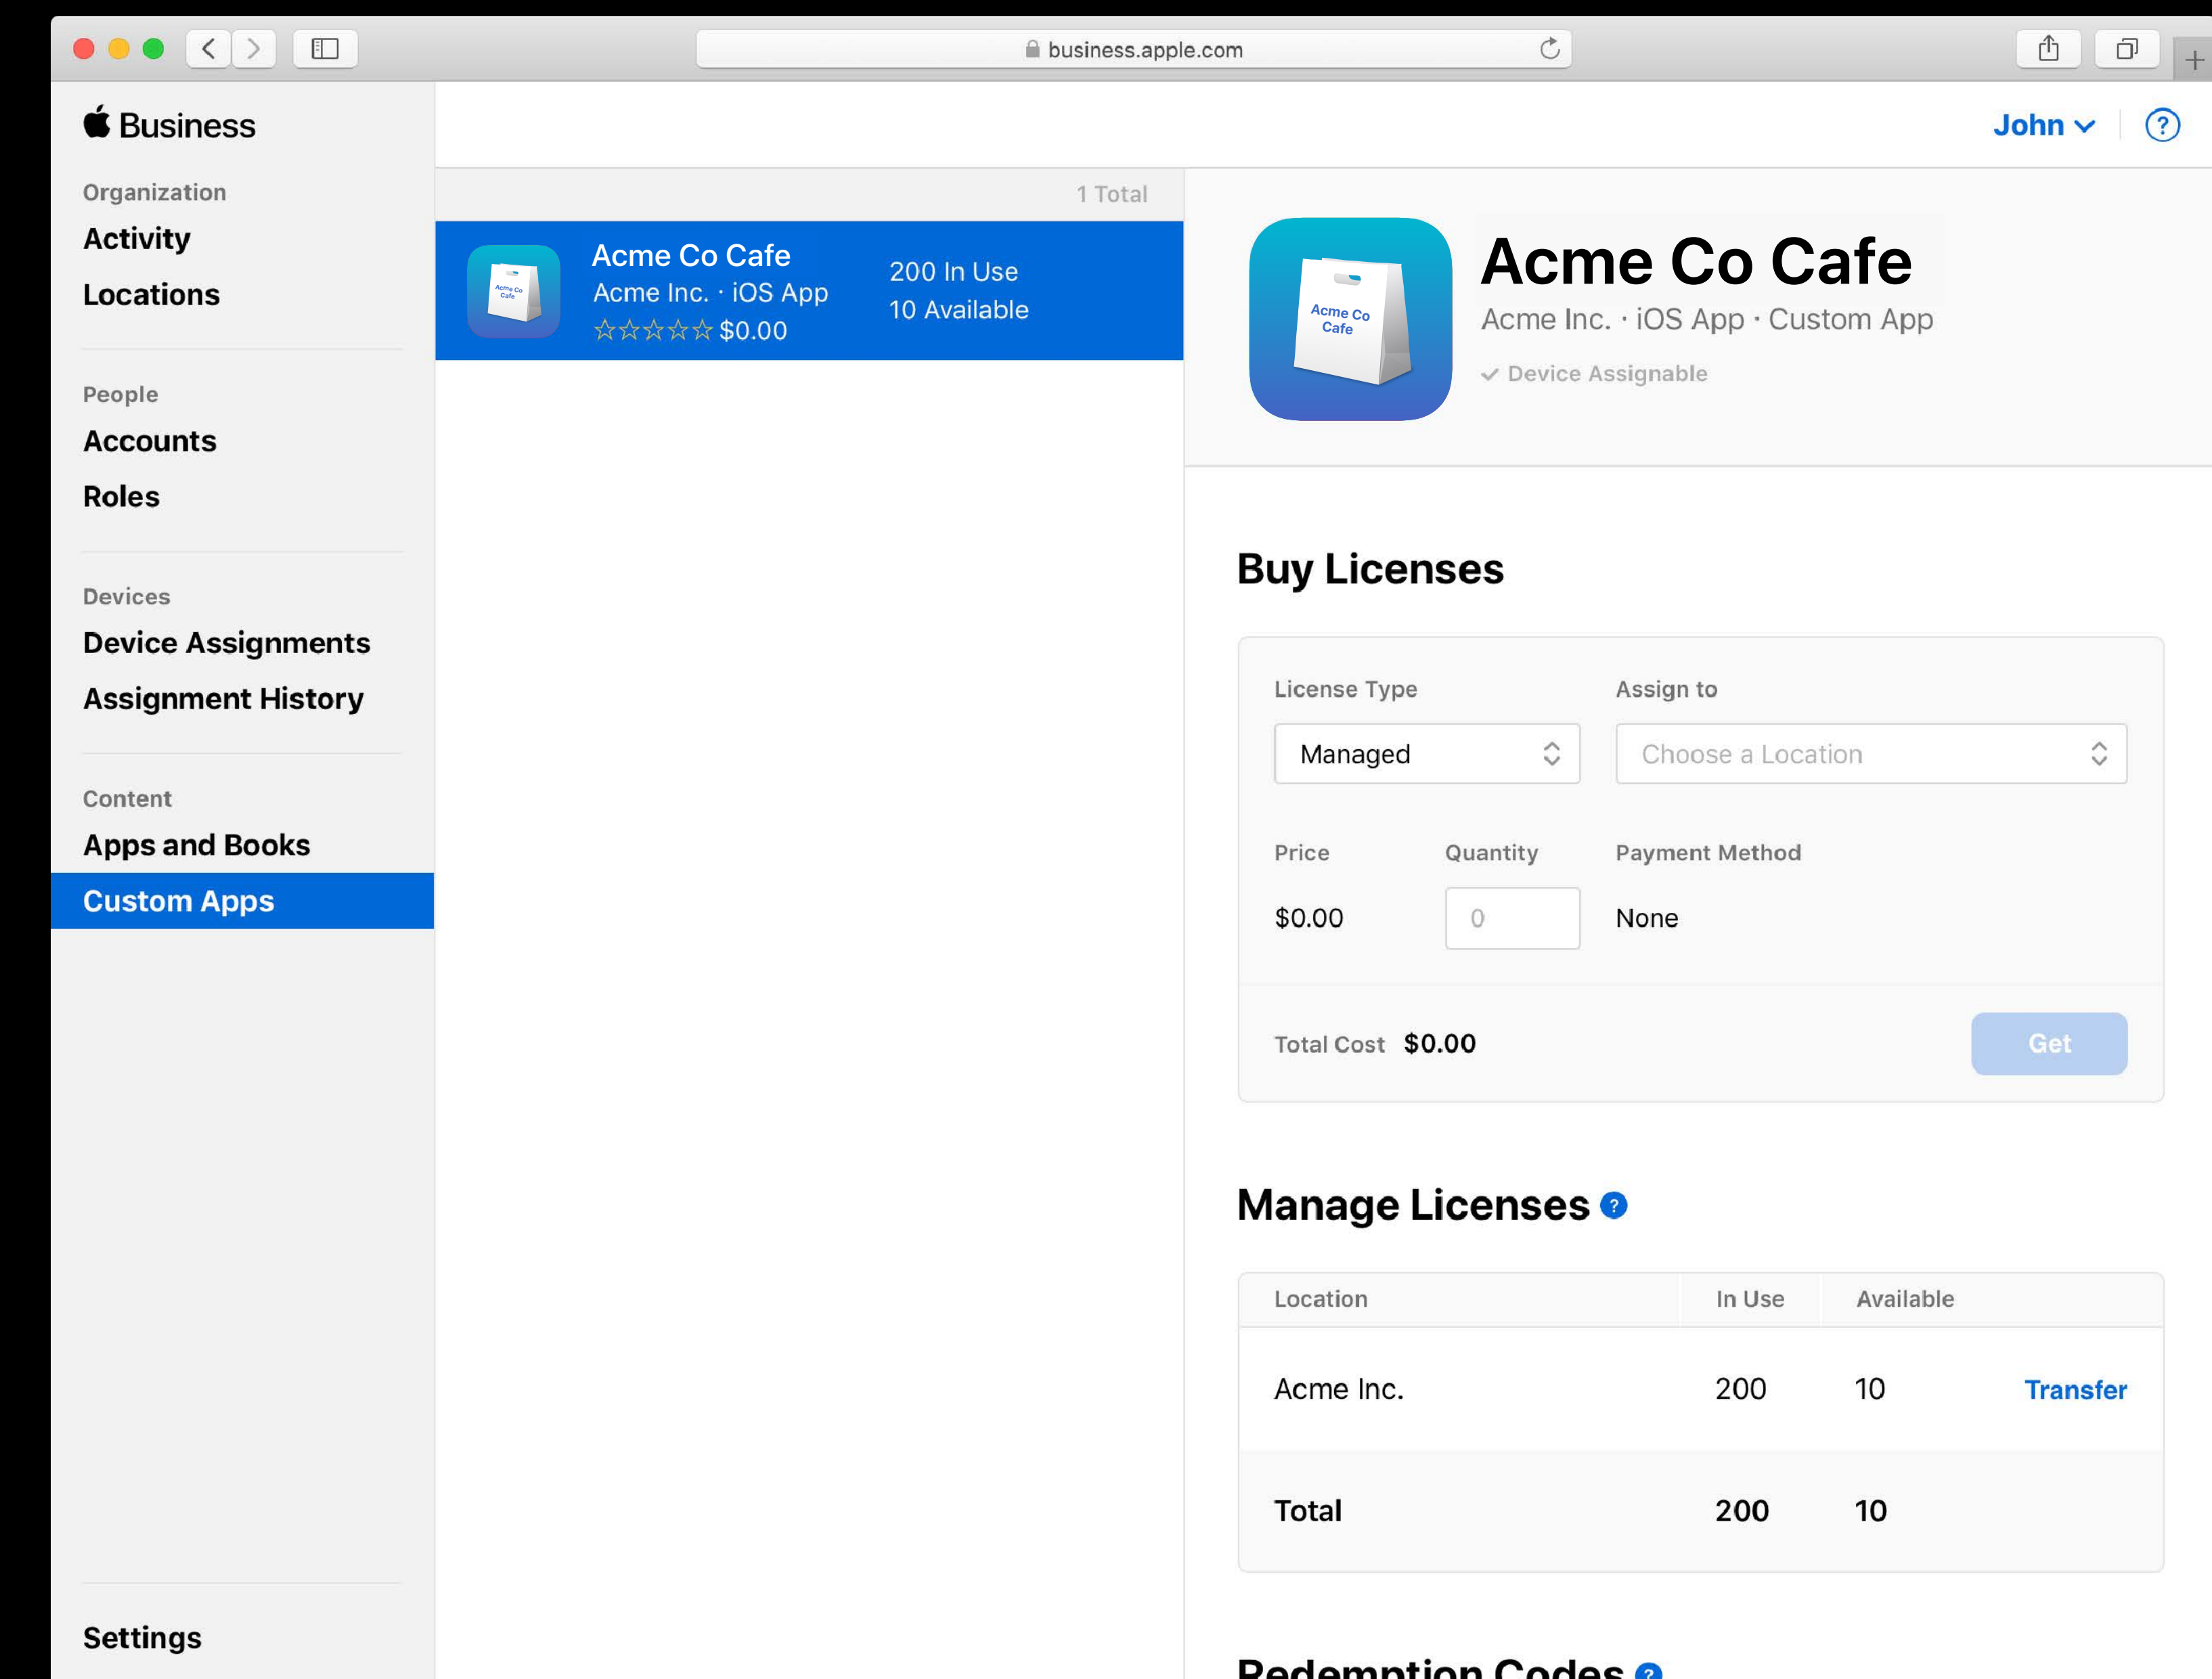 business.apple.com
Business
John
?
Organization
Activity
Locations
People
Accounts
Roles
Devices
Device Assignments
Assignment History
Content
Apps and Books
Custom Apps
Settings
1 Total
Acme Co
Cafe
Acme Co Cafe
Acme Inc. · iOS App
$0.00
200 In Use
10 Available
Acme Co
Cafe
Acme Co Cafe
Acme Inc. · iOS App · Custom App
Device Assignable
Buy Licenses
License Type Assign to
Managed Choose a Location
Price Quantity Payment Method
$0.00 0 None
Total Cost $0.00 Get
Manage Licenses ?
Location In Use Available
Acme Inc. 200 10 Transfer
Total 200 10
Redemption Codes ?